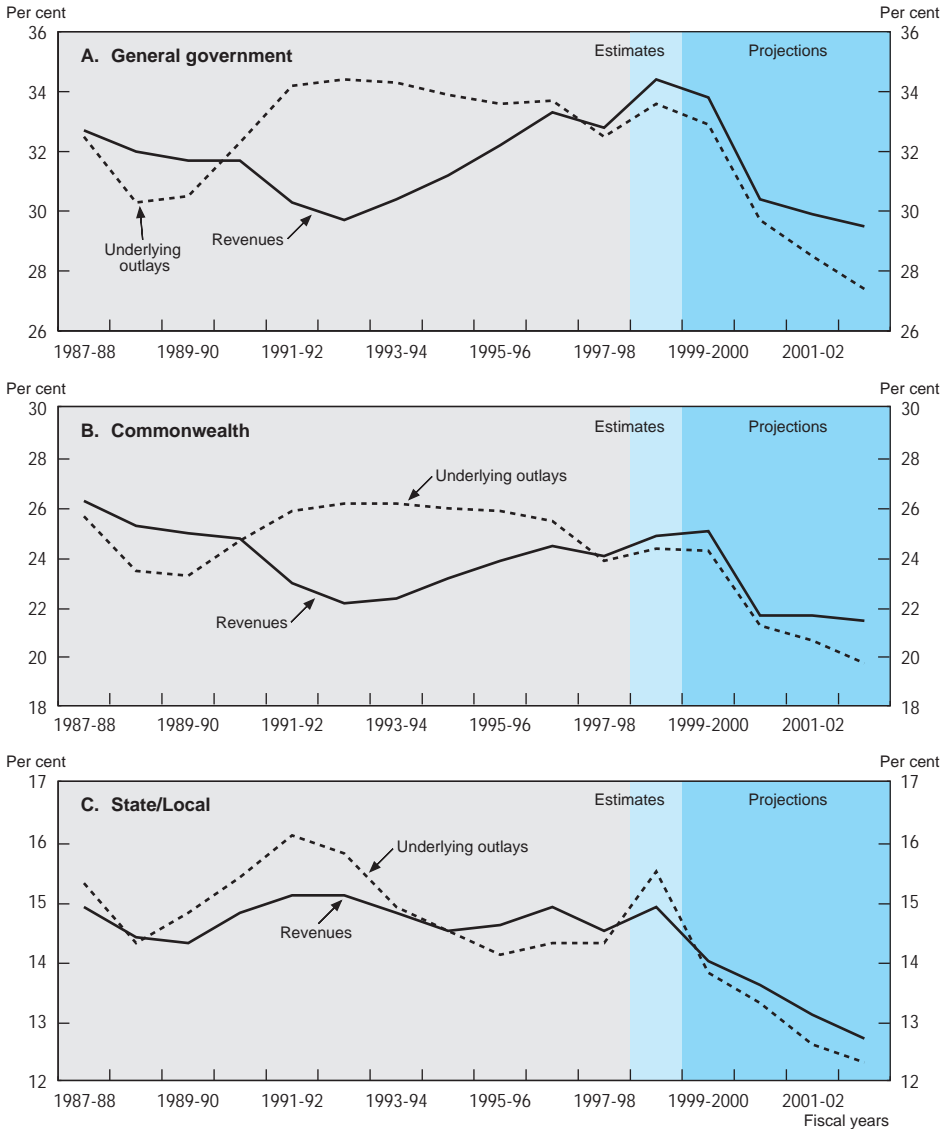 Per cent Per cent
36 A. General government Estimates Projections 36
34 34
32 32
30 Revenues 30
Underlying
outlays
28 28
26 26
1987-88 1989-90 1991-92 1993-94 1995-96 1997-98 1999-2000 2001-02
Per cent Per cent
30 B. Commonwealth Estimates Projections 30
28 28
Underlying outlays
26 26
24 24
22 Revenues 22
20 20
18 18
1987-88 1989-90 1991-92 1993-94 1995-96 1997-98 1999-2000 2001-02
Per cent Per cent
17 C. State/Local Estimates Projections 17
16 Underlying outlays 16
15 15
Revenues
14 14
13 13
12 12
1987-88 1989-90 1991-92 1993-94 1995-96 1997-98 1999-2000 2001-02
Fiscal years